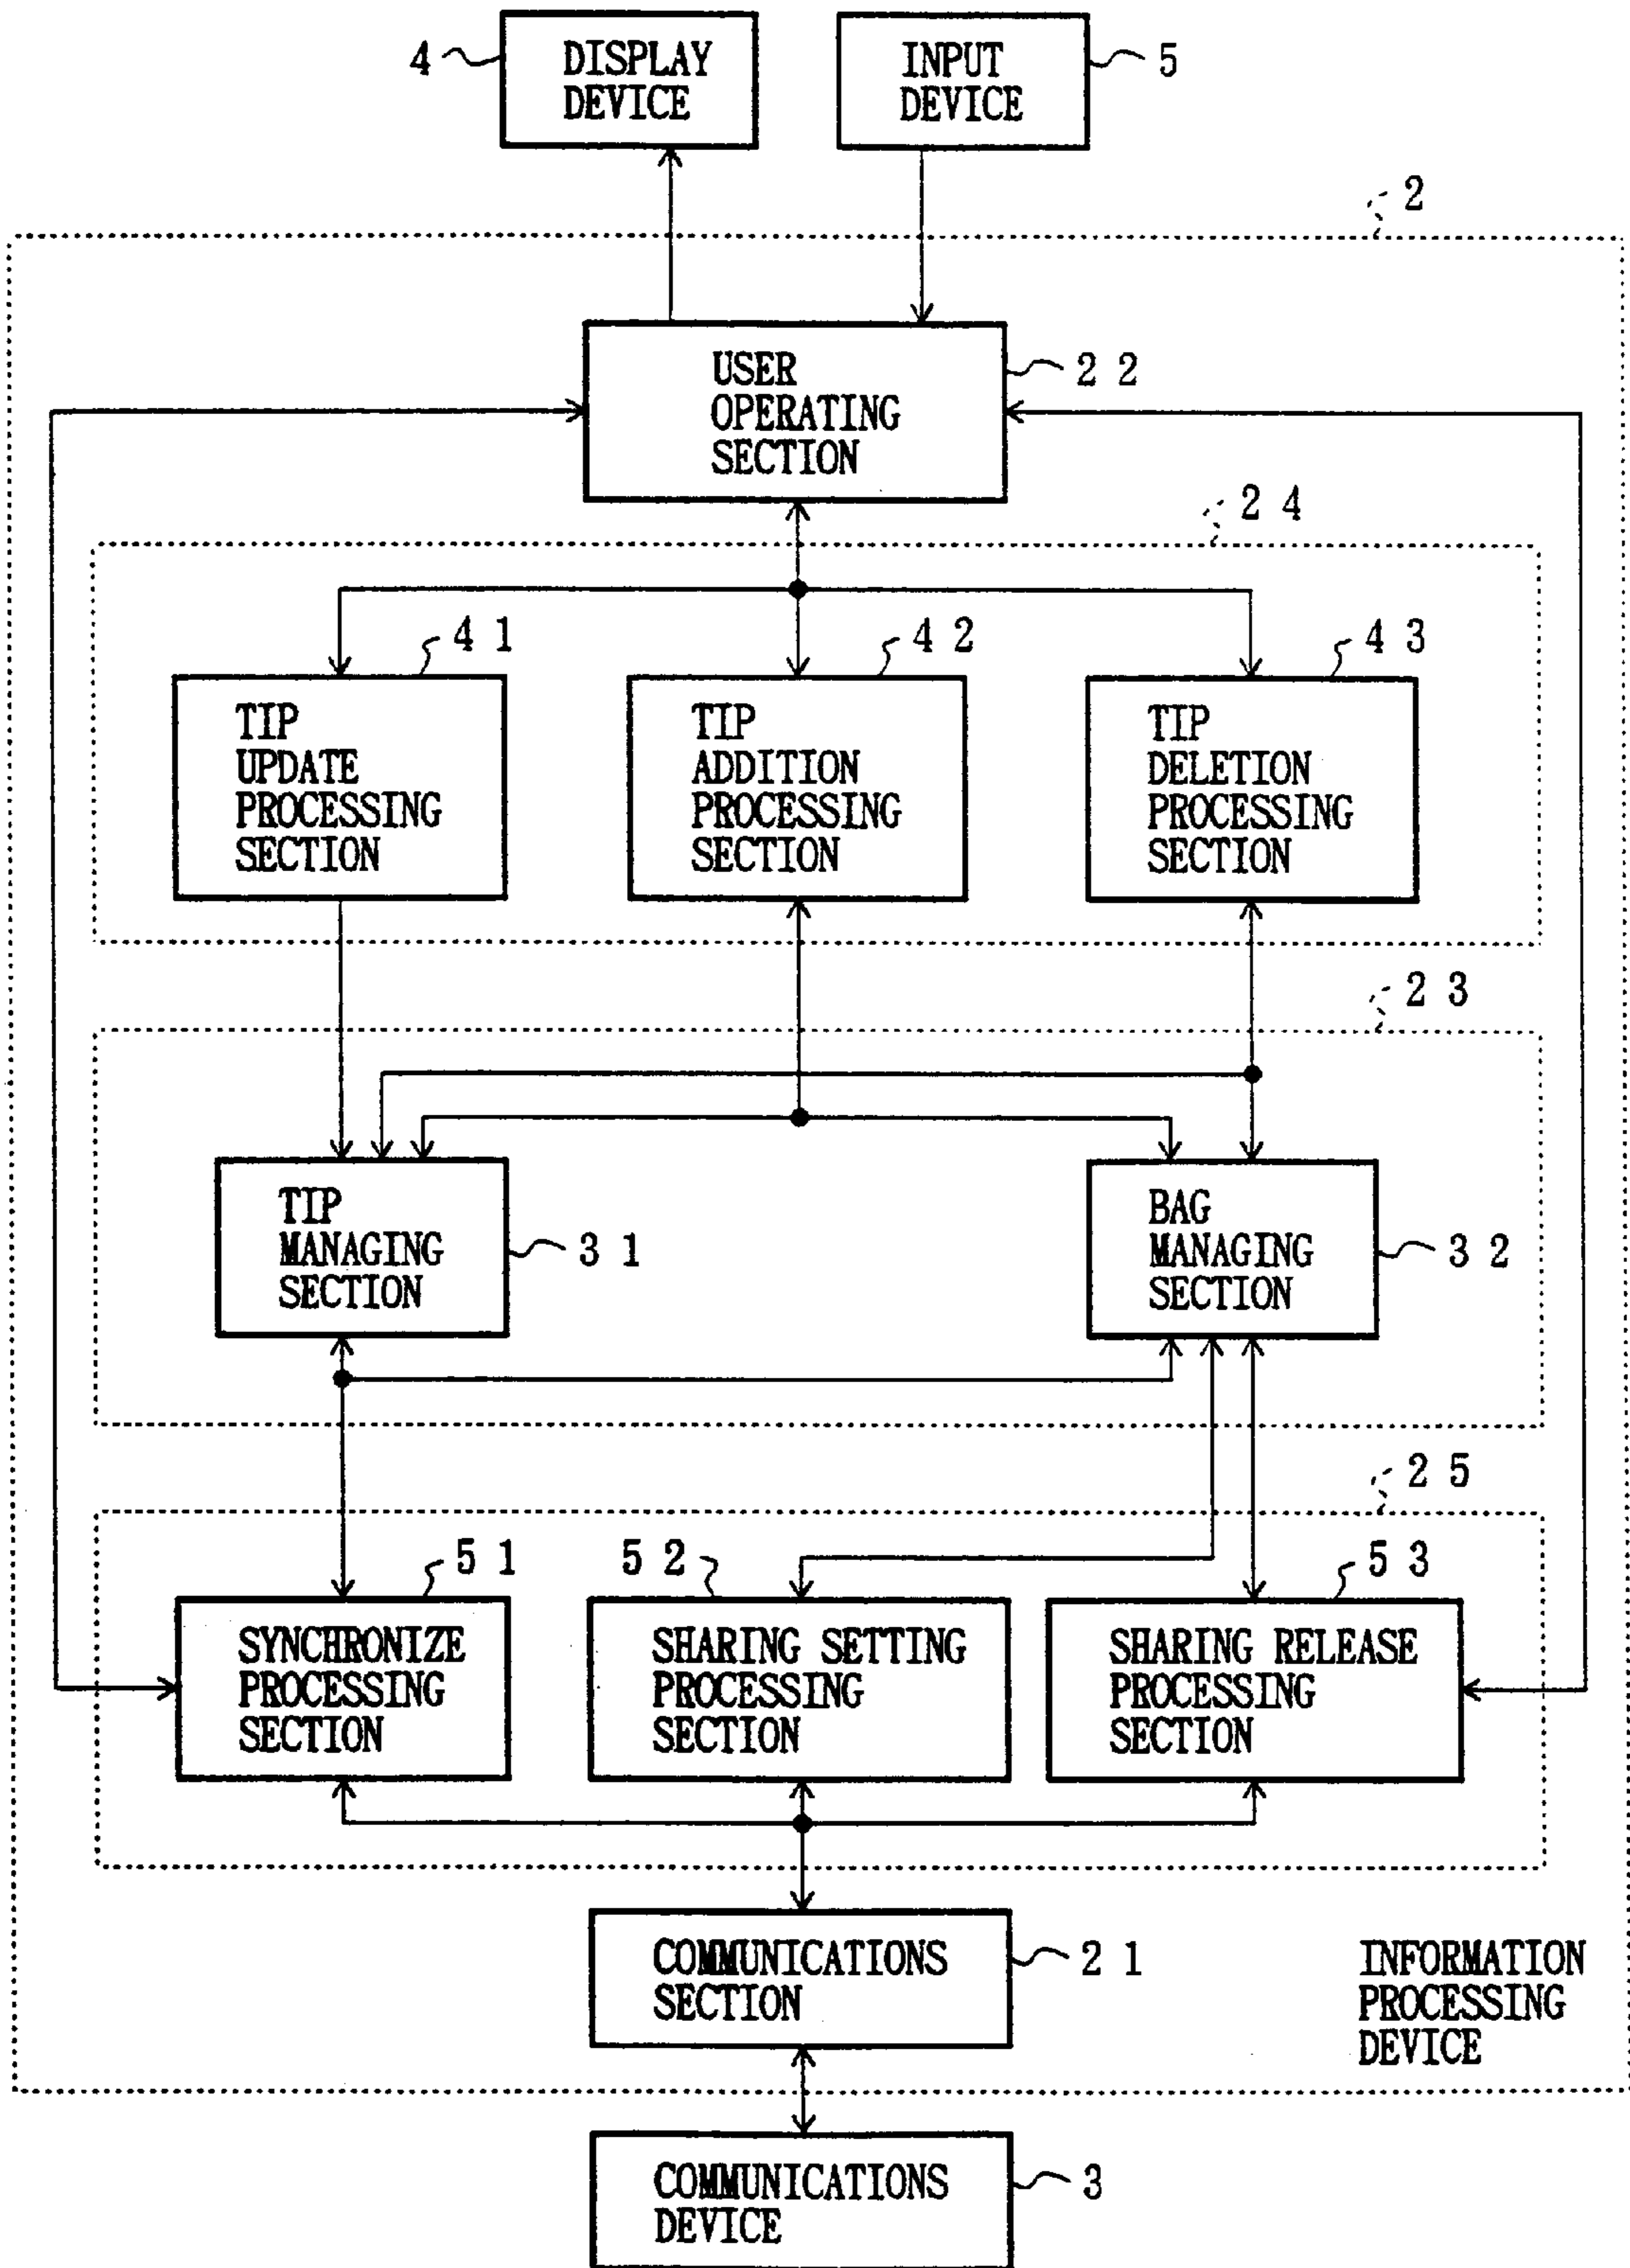 4
DISPLAY
DEVICE
INPUT
DEVICE
5
2
USER
OPERATING
SECTION
22
24
41
42
43
TIP
UPDATE
PROCESSING
SECTION
TIP
ADDITION
PROCESSING
SECTION
TIP
DELETION
PROCESSING
SECTION
23
TIP
MANAGING
SECTION
31
BAG
MANAGING
SECTION
32
25
51
52
53
SYNCHRONIZE
PROCESSING
SECTION
SHARING SETTING
PROCESSING
SECTION
SHARING RELEASE
PROCESSING
SECTION
COMMUNICATIONS
SECTION
21
INFORMATION
PROCESSING
DEVICE
COMMUNICATIONS
DEVICE
3